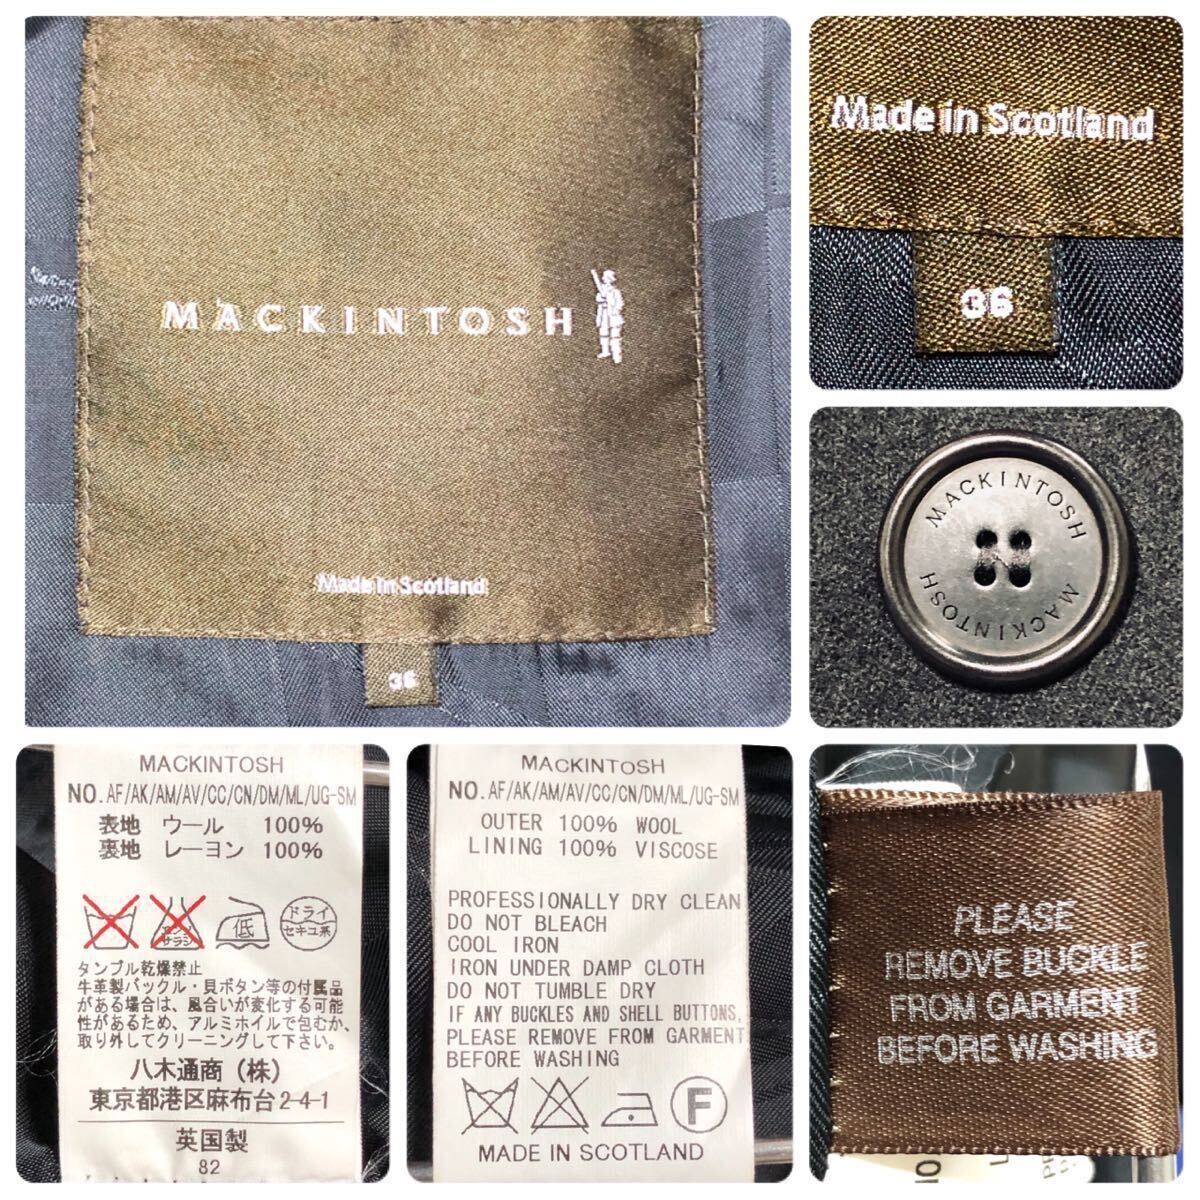 MACKINTOSH
Made in Scotland
36
Made in Scotland
36
MACKINTOSH
MACKINTOSH
MACKINTOSH
NO. AF/AK/AM/AV/CC/CN/DM/ML/UG-SM
表地 ウール 100%
裏地 レーヨン 100%
エンソ
サラシ
低
ドライ
セキユ系
タンブル乾燥禁止
牛革製バックル・貝ボタン等の付属品
がある場合は、風合いが変化する可能
性があるため、アルミホイルで包むか、
取り外してクリーニングして下さい。
八木通商（株）
東京都港区麻布台2-4-1
英国製
82
MACKINTOSH
NO. AF/AK/AM/AV/CC/CN/DM/ML/UG-SM
OUTER 100% WOOL
LINING 100% VISCOSE
PROFESSIONALLY DRY CLEAN
DO NOT BLEACH
COOL IRON
IRON UNDER DAMP CLOTH
DO NOT TUMBLE DRY
IF ANY BUCKLES AND SHELL BUTTONS,
PLEASE REMOVE FROM GARMENT
BEFORE WASHING
F
MADE IN SCOTLAND
PLEASE
REMOVE BUCKLE
FROM GARMENT
BEFORE WASHING